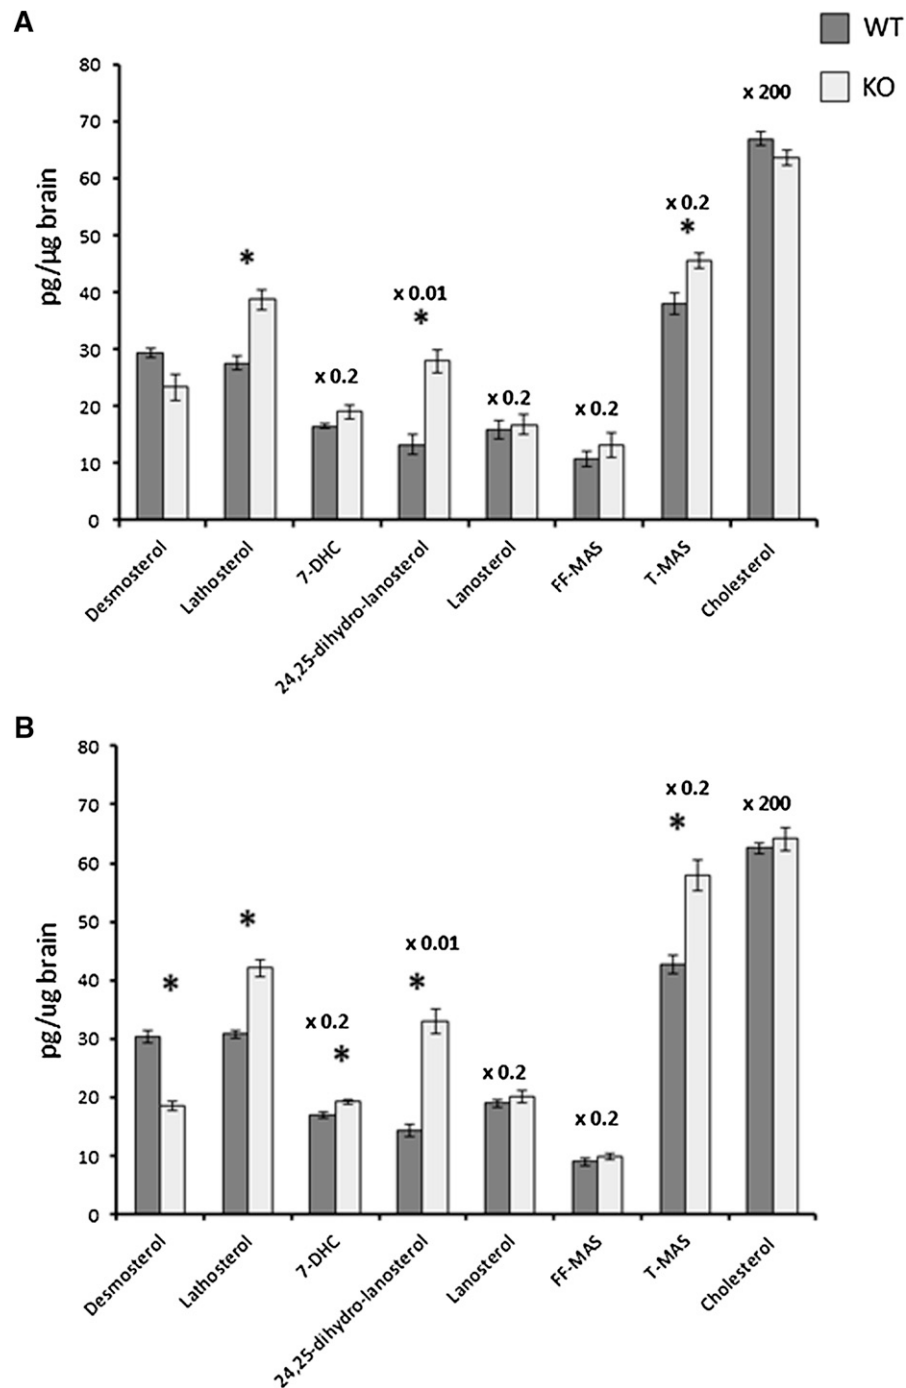 A
WT
KO
80
70
60
50
40
30
20
10
0
pg/µg brain
*
x 0.2
x 0.01
*
x 0.2
x 0.2
x 0.2
*
x 200
Desmosterol
Lathosterol
7-DHC
24,25-dihydro-lanosterol
Lanosterol
FF-MAS
T-MAS
Cholesterol
B
80
70
60
50
40
30
20
10
0
pg/ug brain
*
*
x 0.2
*
x 0.01
*
x 0.2
x 0.2
x 0.2
*
x 200
Desmosterol
Lathosterol
7-DHC
24,25-dihydro-lanosterol
Lanosterol
FF-MAS
T-MAS
Cholesterol